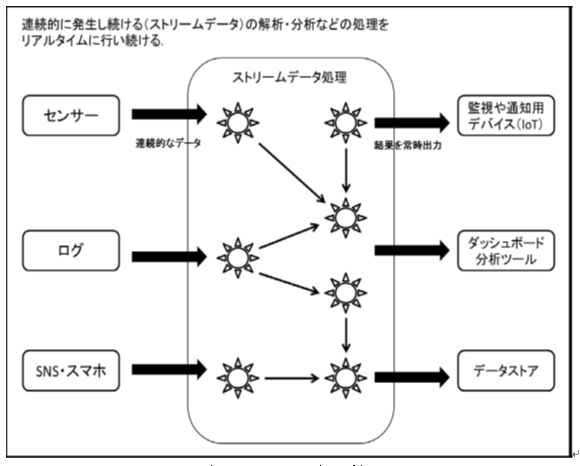 連続的に発生し続ける(ストリームデータ)の解析・分析などの処理を
リアルタイムに行い続ける.
ストリームデータ処理
センサー
連続的なデータ
結果を常時出力
監視や通知用
デバイス(IoT)
ログ
ダッシュボード
分析ツール
SNS・スマホ
データストア